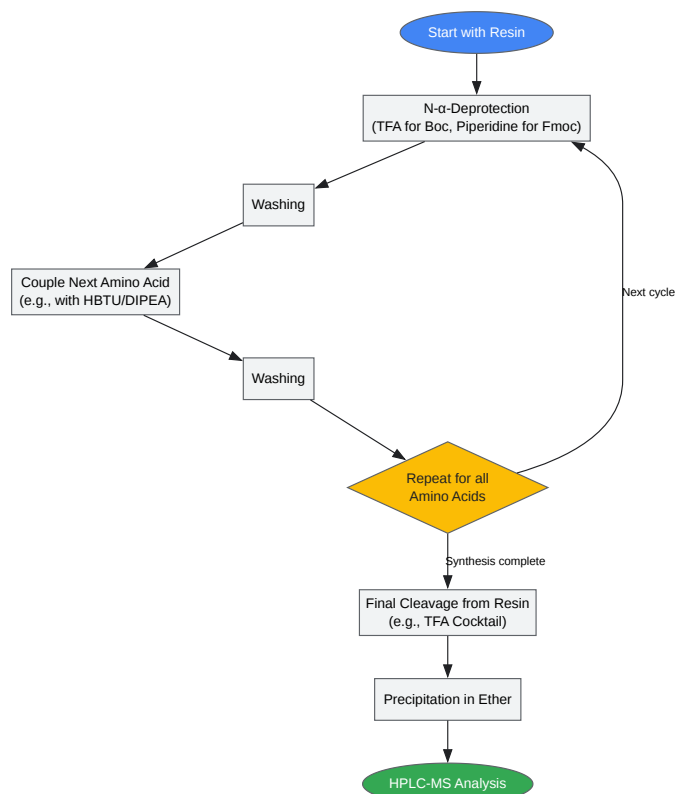 Start with Resin
N-α-Deprotection
(TFA for Boc, Piperidine for Fmoc)
Washing
Couple Next Amino Acid
(e.g., with HBTU/DIPEA)
Next cycle
Washing
Repeat for all
Amino Acids
Synthesis complete
Final Cleavage from Resin
(e.g., TFA Cocktail)
Precipitation in Ether
HPLC-MS Analysis